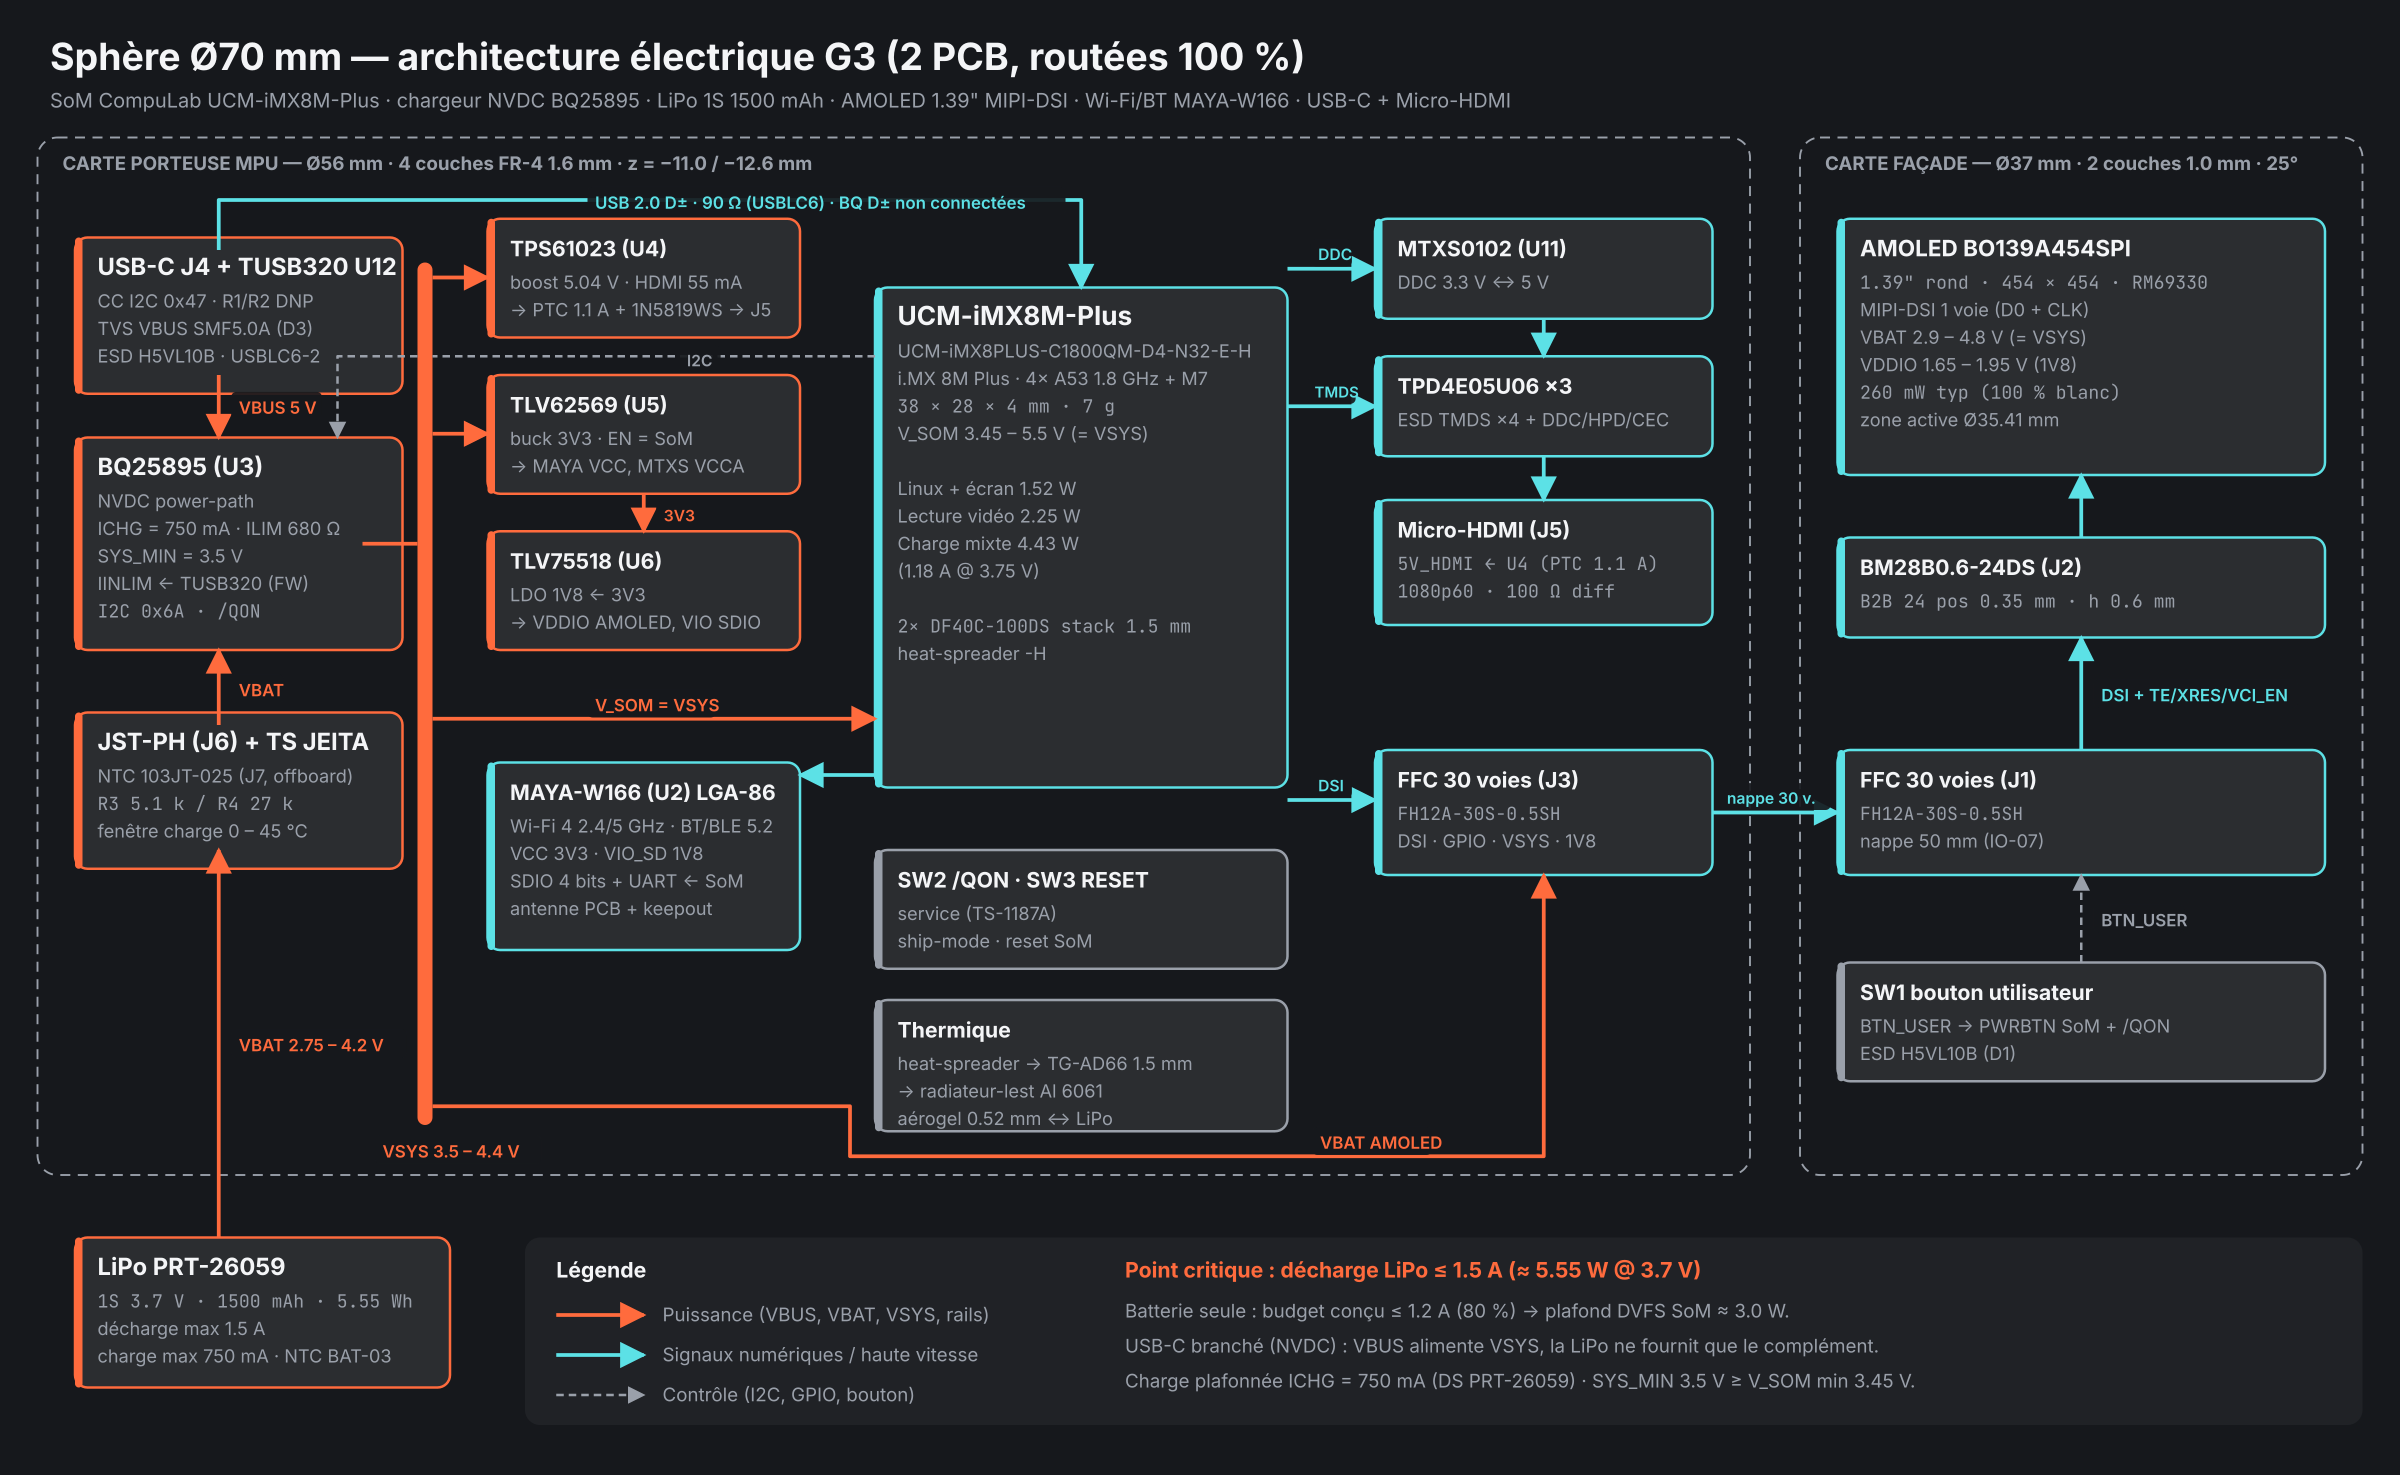 Sphère Ø70 mm — architecture électrique G3 (2 PCB, routées 100 %)
SoM CompuLab UCM-iMX8M-Plus · chargeur NVDC BQ25895 · LiPo 1S 1500 mAh · AMOLED 1.39" MIPI-DSI · Wi-Fi/BT MAYA-W166 · USB-C + Micro-HDMI
CARTE PORTEUSE MPU — Ø56 mm · 4 couches FR-4 1.6 mm · z = −11.0 / −12.6 mm
USB 2.0 D± · 90 Ω (USBLC6) · BQ D± non connectées
USB-C J4 + TUSB320 U12
CC I2C 0x47 · R1/R2 DNP
TVS VBUS SMF5.0A (D3)
ESD H5VL10B · USBLC6-2
VBUS 5 V
BQ25895 (U3)
NVDC power-path
ICHG = 750 mA · ILIM 680 Ω
SYS_MIN = 3.5 V
IINLIM ← TUSB320 (FW)
I2C 0x6A · /QON
VBAT
JST-PH (J6) + TS JEITA
NTC 103JT-025 (J7, offboard)
R3 5.1 k / R4 27 k
fenêtre charge 0 – 45 °C
VBAT 2.75 – 4.2 V
VSYS 3.5 – 4.4 V
TPS61023 (U4)
boost 5.04 V · HDMI 55 mA
→ PTC 1.1 A + 1N5819WS → J5
I2C
TLV62569 (U5)
buck 3V3 · EN = SoM
→ MAYA VCC, MTXS VCCA
3V3
TLV75518 (U6)
LDO 1V8 ← 3V3
→ VDDIO AMOLED, VIO SDIO
V_SOM = VSYS
MAYA-W166 (U2) LGA-86
Wi-Fi 4 2.4/5 GHz · BT/BLE 5.2
VCC 3V3 · VIO_SD 1V8
SDIO 4 bits + UART ← SoM
antenne PCB + keepout
UCM-iMX8M-Plus
UCM-iMX8PLUS-C1800QM-D4-N32-E-H
i.MX 8M Plus · 4× A53 1.8 GHz + M7
38 × 28 × 4 mm · 7 g
V_SOM 3.45 – 5.5 V (= VSYS)
Linux + écran 1.52 W
Lecture vidéo 2.25 W
Charge mixte 4.43 W
(1.18 A @ 3.75 V)
2× DF40C-100DS stack 1.5 mm
heat-spreader -H
SW2 /QON · SW3 RESET
service (TS-1187A)
ship-mode · reset SoM
Thermique
heat-spreader → TG-AD66 1.5 mm
→ radiateur-lest Al 6061
aérogel 0.52 mm ↔ LiPo
DDC
MTXS0102 (U11)
DDC 3.3 V ↔ 5 V
TMDS
TPD4E05U06 ×3
ESD TMDS ×4 + DDC/HPD/CEC
Micro-HDMI (J5)
5V_HDMI ← U4 (PTC 1.1 A)
1080p60 · 100 Ω diff
DSI
FFC 30 voies (J3)
FH12A-30S-0.5SH
DSI · GPIO · VSYS · 1V8
VBAT AMOLED
nappe 30 v.
CARTE FAÇADE — Ø37 mm · 2 couches 1.0 mm · 25°
AMOLED BO139A454SPI
1.39" rond · 454 × 454 · RM69330
MIPI-DSI 1 voie (D0 + CLK)
VBAT 2.9 – 4.8 V (= VSYS)
VDDIO 1.65 – 1.95 V (1V8)
260 mW typ (100 % blanc)
zone active Ø35.41 mm
BM28B0.6-24DS (J2)
B2B 24 pos 0.35 mm · h 0.6 mm
DSI + TE/XRES/VCI_EN
FFC 30 voies (J1)
FH12A-30S-0.5SH
nappe 50 mm (IO-07)
BTN_USER
SW1 bouton utilisateur
BTN_USER → PWRBTN SoM + /QON
ESD H5VL10B (D1)
LiPo PRT-26059
1S 3.7 V · 1500 mAh · 5.55 Wh
décharge max 1.5 A
charge max 750 mA · NTC BAT-03
Légende
Puissance (VBUS, VBAT, VSYS, rails)
Signaux numériques / haute vitesse
Contrôle (I2C, GPIO, bouton)
Point critique : décharge LiPo ≤ 1.5 A (≈ 5.55 W @ 3.7 V)
Batterie seule : budget conçu ≤ 1.2 A (80 %) → plafond DVFS SoM ≈ 3.0 W.
USB-C branché (NVDC) : VBUS alimente VSYS, la LiPo ne fournit que le complément.
Charge plafonnée ICHG = 750 mA (DS PRT-26059) · SYS_MIN 3.5 V ≥ V_SOM min 3.45 V.